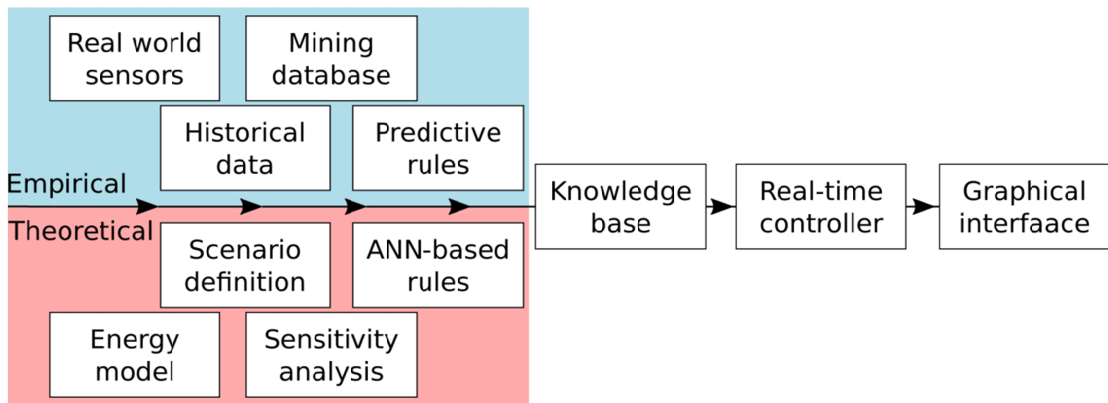 Real world
sensors
Mining
database
Historical
data
Predictive
rules
Empirical
Theoretical
Scenario
definition
ANN-based
rules
Energy
model
Sensitivity
analysis
Knowledge
base
Real-time
controller
Graphical
interfaace